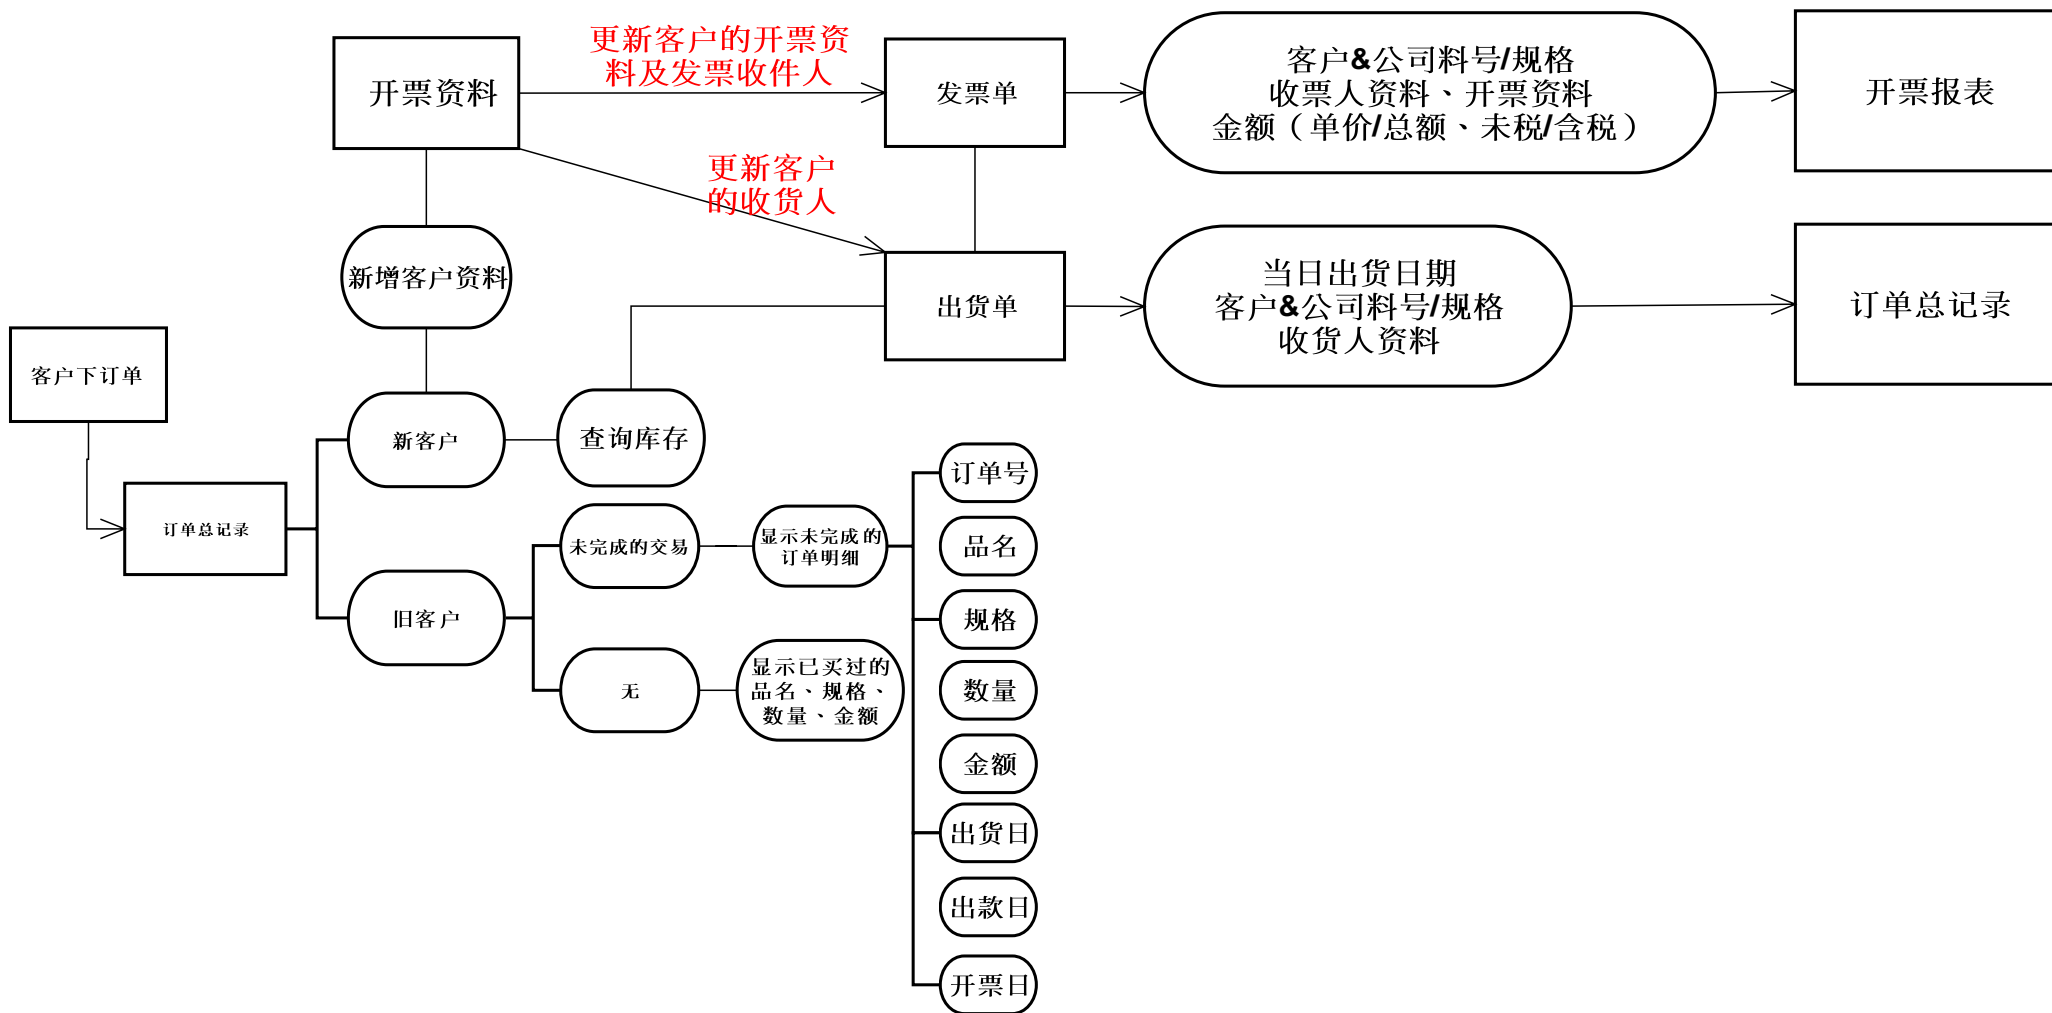 更新客户的开票资
料及发票收件人
开票资料
发票单
客户&公司料号/规格
收票人资料、开票资料
金额（单价/总额、未税/含税）
开票报表
更新客户
的收货人
新增客户资料
出货单
当日出货日期
客户&公司料号/规格
收货人资料
订单总记录
客户下订单
新客户
查询库存
订单总记录
旧客户
未完成的交易
显示未完成的
订单明细
无
显示已买过的
品名、规格、
数量、金额
订单号
品名
规格
数量
金额
出货日
出款日
开票日